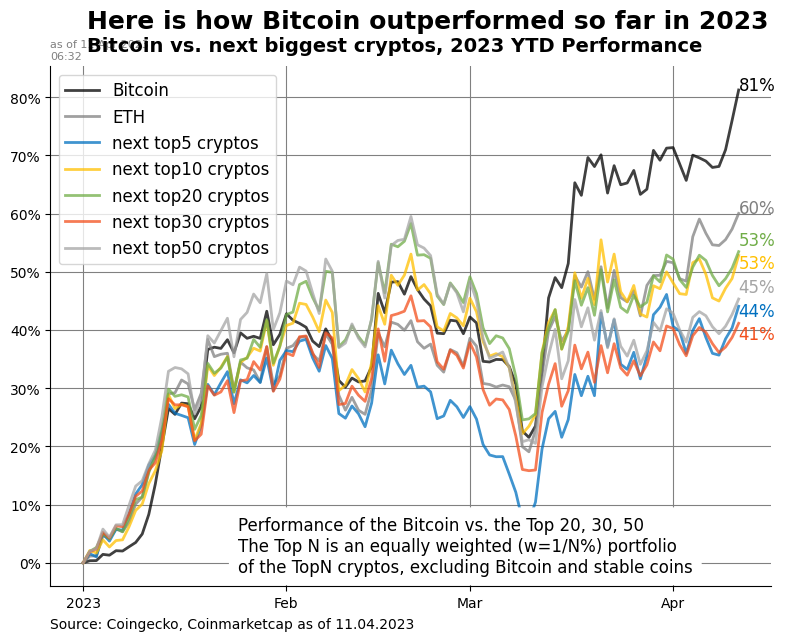 Here is how Bitcoin outperformed so far in 2023
as of
06:32
Bitcoin vs. next biggest cryptos, 2023 YTD Performance
Bitcoin
ETH
next top5 cryptos
next top10 cryptos
next top20 cryptos
next top30 cryptos
next top50 cryptos
80%
70%
60%
50%
40%
30%
20%
10%
0%
81%
60%
53%
53%
45%
44%
41%
Performance of the Bitcoin vs. the Top 20, 30, 50
The Top N is an equally weighted (w=1/N%) portfolio
of the TopN cryptos, excluding Bitcoin and stable coins
2023
Feb
Mar
Apr
Source: Coingecko, Coinmarketcap as of 11.04.2023